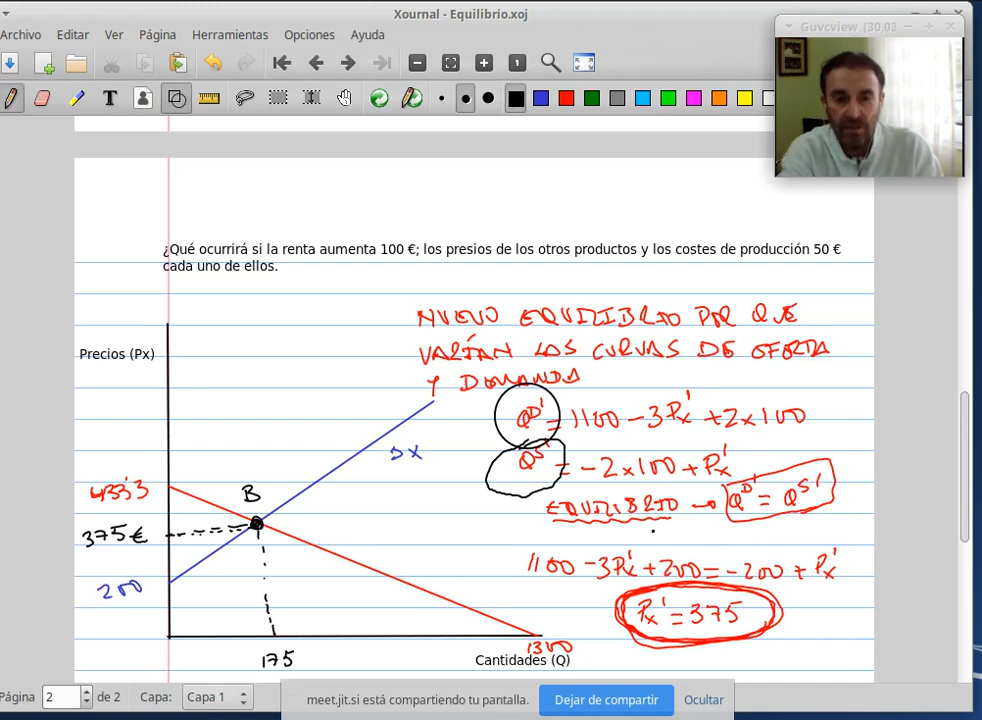 Xournal - Equilibrio.xoj
Guvcview (30,03
Archivo Editar Ver Página Herramientas Opciones Ayuda
¿Qué ocurrirá si la renta aumenta 100 €; los presios de los otros productos y los costes de producción 50 €
cada uno de ellos.
NUEVO EQUILIBRIO POR QUE
Precios (Px)
VARÍAN LAS CURVAS DE OFERTA
Y DEMANDA
QD' = 1100 - 3Px' + 2x100
Sx
QS' = -2x100 + Px'
433'3
B
EQUILIBRIO → QD' = QS'
375 €
1100 - 3Px' + 200 = -200 + Px'
200
Px' = 375
1300
175
Cantidades (Q)
Página 2 de 2 Capa: Capa 1
meet.jit.si está compartiendo tu pantalla. Dejar de compartir Ocultar